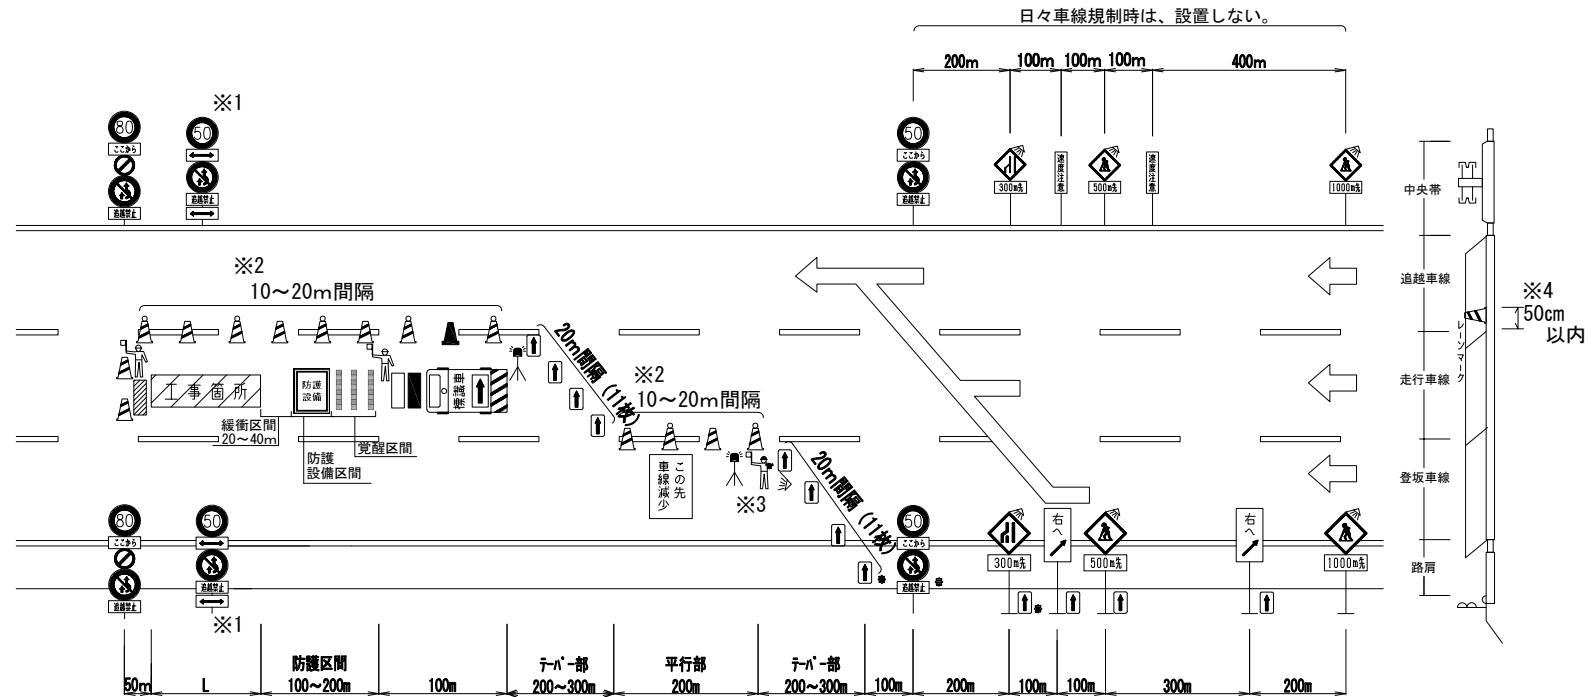 日々車線規制時は、設置しない。
200m
100m
100m
100m
400m
※1
80
ここから
追越禁止
50
追越禁止
50
ここから
追越禁止
300m先
速度注意
500m先
速度注意
1000m先
中央帯
※2
10～20m間隔
追越車線
※4
50cm
以内
レーンマーク
20m間隔（11枚）
工事箇所
防護
設備
標識車
※2
10～20m間隔
走行車線
緩衝区間
20～40m
覚醒区間
防護
設備区間
この先
車線減少
※3
20m間隔（11枚）
登坂車線
80
ここから
追越禁止
50
追越禁止
50
ここから
追越禁止
300m先
右へ
500m先
右へ
1000m先
路肩
※1
防護区間
テーパー部
平行部
テーパー部
50m
L
100～200m
100m
200～300m
200m
200～300m
100m
200m
100m
100m
300m
200m